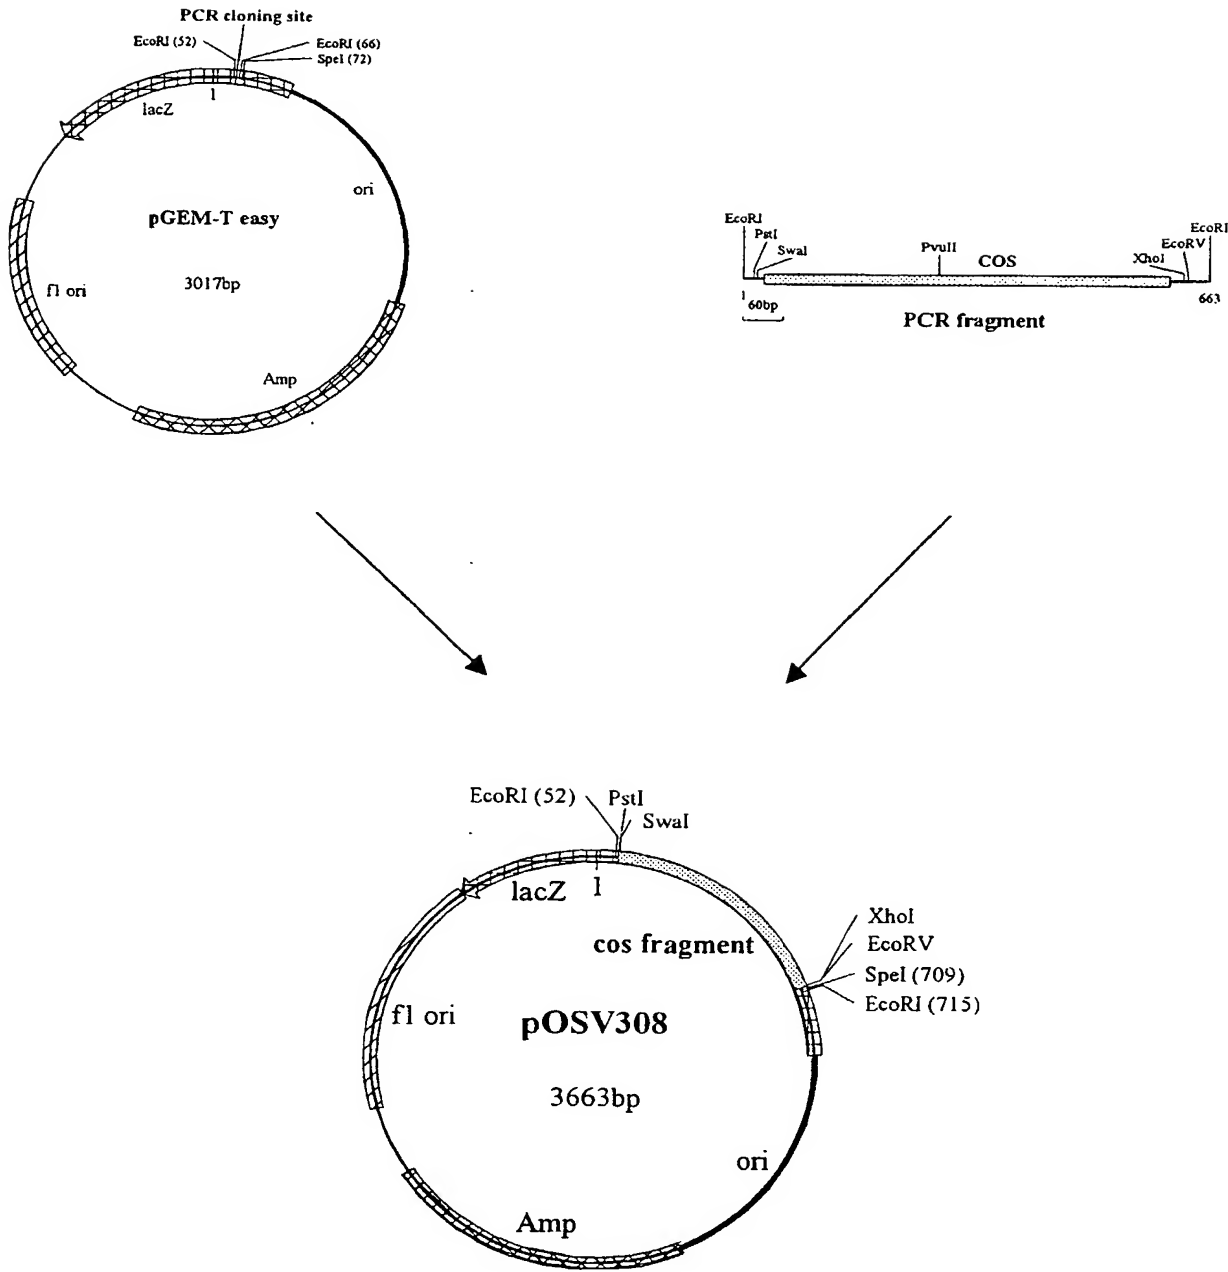 PCR cloning site
EcoRI (52)
EcoRI (66)
SpeI (72)
1
lacZ
ori
pGEM-T easy
3017bp
f1 ori
Amp
EcoRI
PstI
SwaI
PvuII
COS
XhoI
EcoRV
EcoRI
1
60bp
663
PCR fragment
EcoRI (52)
PstI
SwaI
lacZ
1
cos fragment
XhoI
EcoRV
SpeI (709)
EcoRI (715)
f1 ori
pOSV308
3663bp
ori
Amp